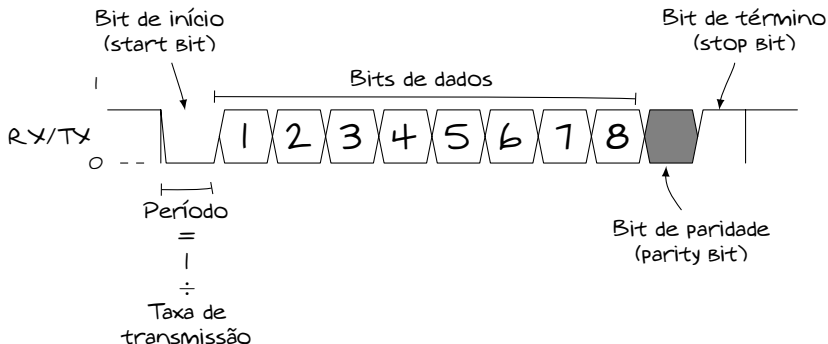 Bit de início
(start Bit)
Bit de término
(stop Bit)
Bits de dados
1
RX/TX
0
1 2 3 4 5 6 7 8
Período
=
1
÷
Taxa de
transmissão
Bit de paridade
(parity Bit)